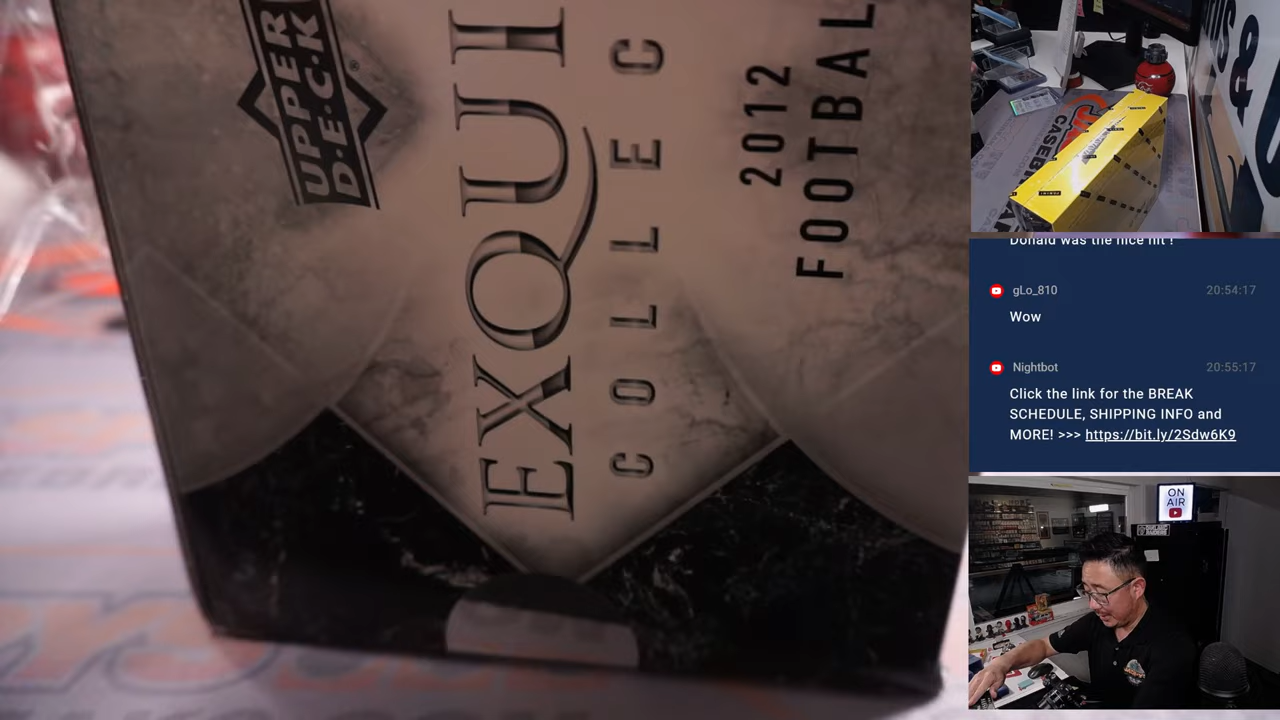 UPPER
D.E.C.K
®
EXQUI
COLLEC
2012
FOOTBAL
CASEB
&
Donald was the nice hit !
gLo_810
20:54:17
Wow
Nightbot
20:55:17
Click the link for the BREAK
SCHEDULE, SHIPPING INFO and
MORE! >>> https://bit.ly/2Sdw6K9
ON
AIR